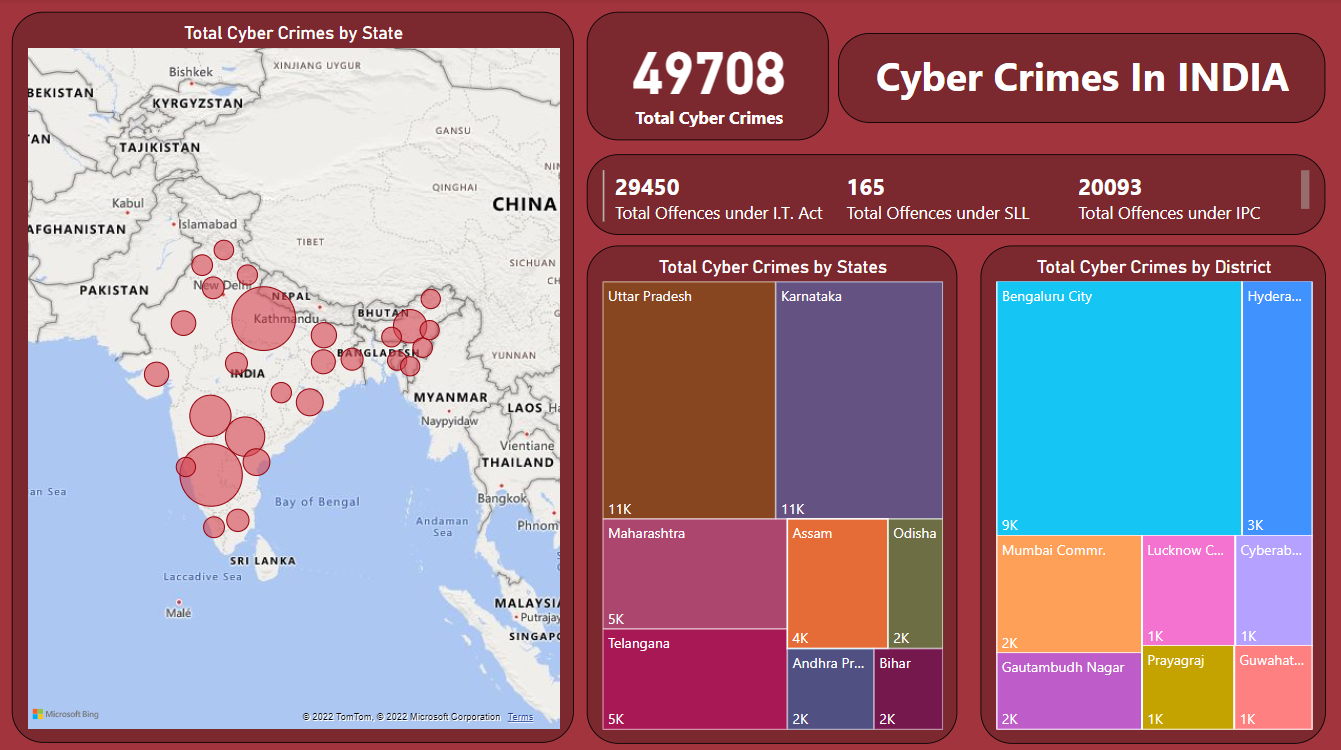 Total Cyber Crimes by State
Bishkek
XINJIANG UYGUR
BEKISTAN
KYRGYZSTAN
GANSU
TAN
TAJIKISTAN
QINGHAI
Kabul
CHINA
Islamabad
AFGHANISTAN
TIBET
SICHUAN
New Delhi
PAKISTAN
NEPAL
Kathmandu
BHUTAN
BANGLADESH
YUNNAN
INDIA
MYANMAR
LAOS
Ha
Naypyidaw
Vientiane
THAILAND
an Sea
Bay of Bengal
Bangkok
Andaman
Sea
Phnom
SRI LANKA
Laccadive Sea
Malé
MALAYSIA
Putrajay
SINGAPO
Microsoft Bing
© 2022 TomTom, © 2022 Microsoft Corporation Terms
49708
Total Cyber Crimes
Cyber Crimes In INDIA
29450
Total Offences under I.T. Act
165
Total Offences under SLL
20093
Total Offences under IPC
Total Cyber Crimes by States
Uttar Pradesh
11K
Karnataka
11K
Maharashtra
5K
Telangana
5K
Assam
4K
Odisha
2K
Andhra Pr...
2K
Bihar
2K
Total Cyber Crimes by District
Bengaluru City
9K
Hydera...
3K
Mumbai Commr.
2K
Gautambudh Nagar
2K
Lucknow C...
1K
Cyberab...
1K
Prayagraj
1K
Guwahat...
1K